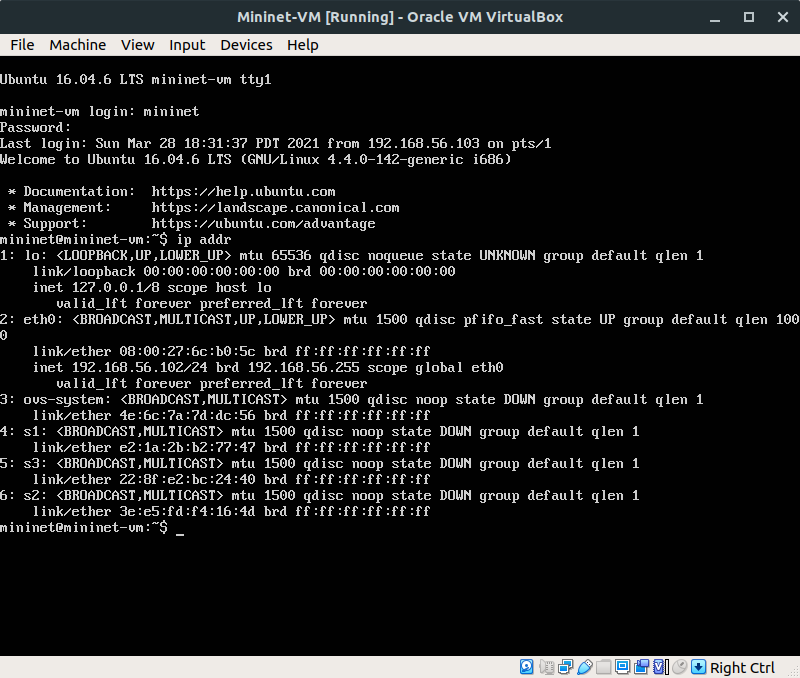 Mininet-VM [Running] - Oracle VM VirtualBox
File Machine View Input Devices Help
Ubuntu 16.04.6 LTS mininet-vm tty1
mininet-vm login: mininet
Password:
Last login: Sun Mar 28 18:31:37 PDT 2021 from 192.168.56.103 on pts/1
Welcome to Ubuntu 16.04.6 LTS (GNU/Linux 4.4.0-142-generic i686)
* Documentation:  https://help.ubuntu.com
* Management:     https://landscape.canonical.com
* Support:        https://ubuntu.com/advantage
mininet@mininet-vm:~$ ip addr
1: lo: <LOOPBACK,UP,LOWER_UP> mtu 65536 qdisc noqueue state UNKNOWN group default qlen 1
link/loopback 00:00:00:00:00:00 brd 00:00:00:00:00:00
inet 127.0.0.1/8 scope host lo
valid_lft forever preferred_lft forever
2: eth0: <BROADCAST,MULTICAST,UP,LOWER_UP> mtu 1500 qdisc pfifo_fast state UP group default qlen 100
0
link/ether 08:00:27:6c:b0:5c brd ff:ff:ff:ff:ff:ff
inet 192.168.56.102/24 brd 192.168.56.255 scope global eth0
valid_lft forever preferred_lft forever
3: ovs-system: <BROADCAST,MULTICAST> mtu 1500 qdisc noop state DOWN group default qlen 1
link/ether 4e:6c:7a:7d:dc:56 brd ff:ff:ff:ff:ff:ff
4: s1: <BROADCAST,MULTICAST> mtu 1500 qdisc noop state DOWN group default qlen 1
link/ether e2:1a:2b:b2:77:47 brd ff:ff:ff:ff:ff:ff
5: s3: <BROADCAST,MULTICAST> mtu 1500 qdisc noop state DOWN group default qlen 1
link/ether 22:8f:e2:bc:24:40 brd ff:ff:ff:ff:ff:ff
6: s2: <BROADCAST,MULTICAST> mtu 1500 qdisc noop state DOWN group default qlen 1
link/ether 3e:e5:fd:f4:16:4d brd ff:ff:ff:ff:ff:ff
mininet@mininet-vm:~$ _
Right Ctrl